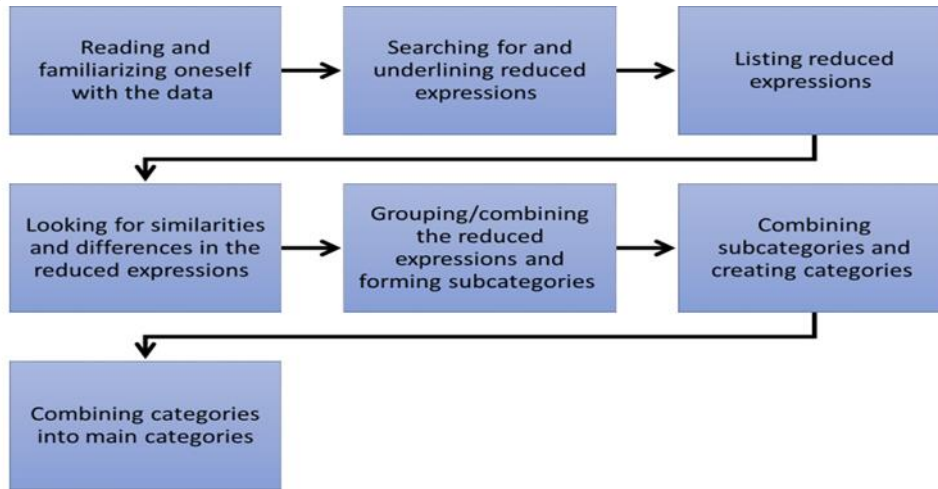 Reading and
familiarizing oneself
with the data
Searching for and
underlining reduced
expressions
Listing reduced
expressions
Looking for similarities
and differences in the
reduced expressions
Grouping/combining
the reduced
expressions and
forming subcategories
Combining
subcategories and
creating categories
Combining categories
into main categories